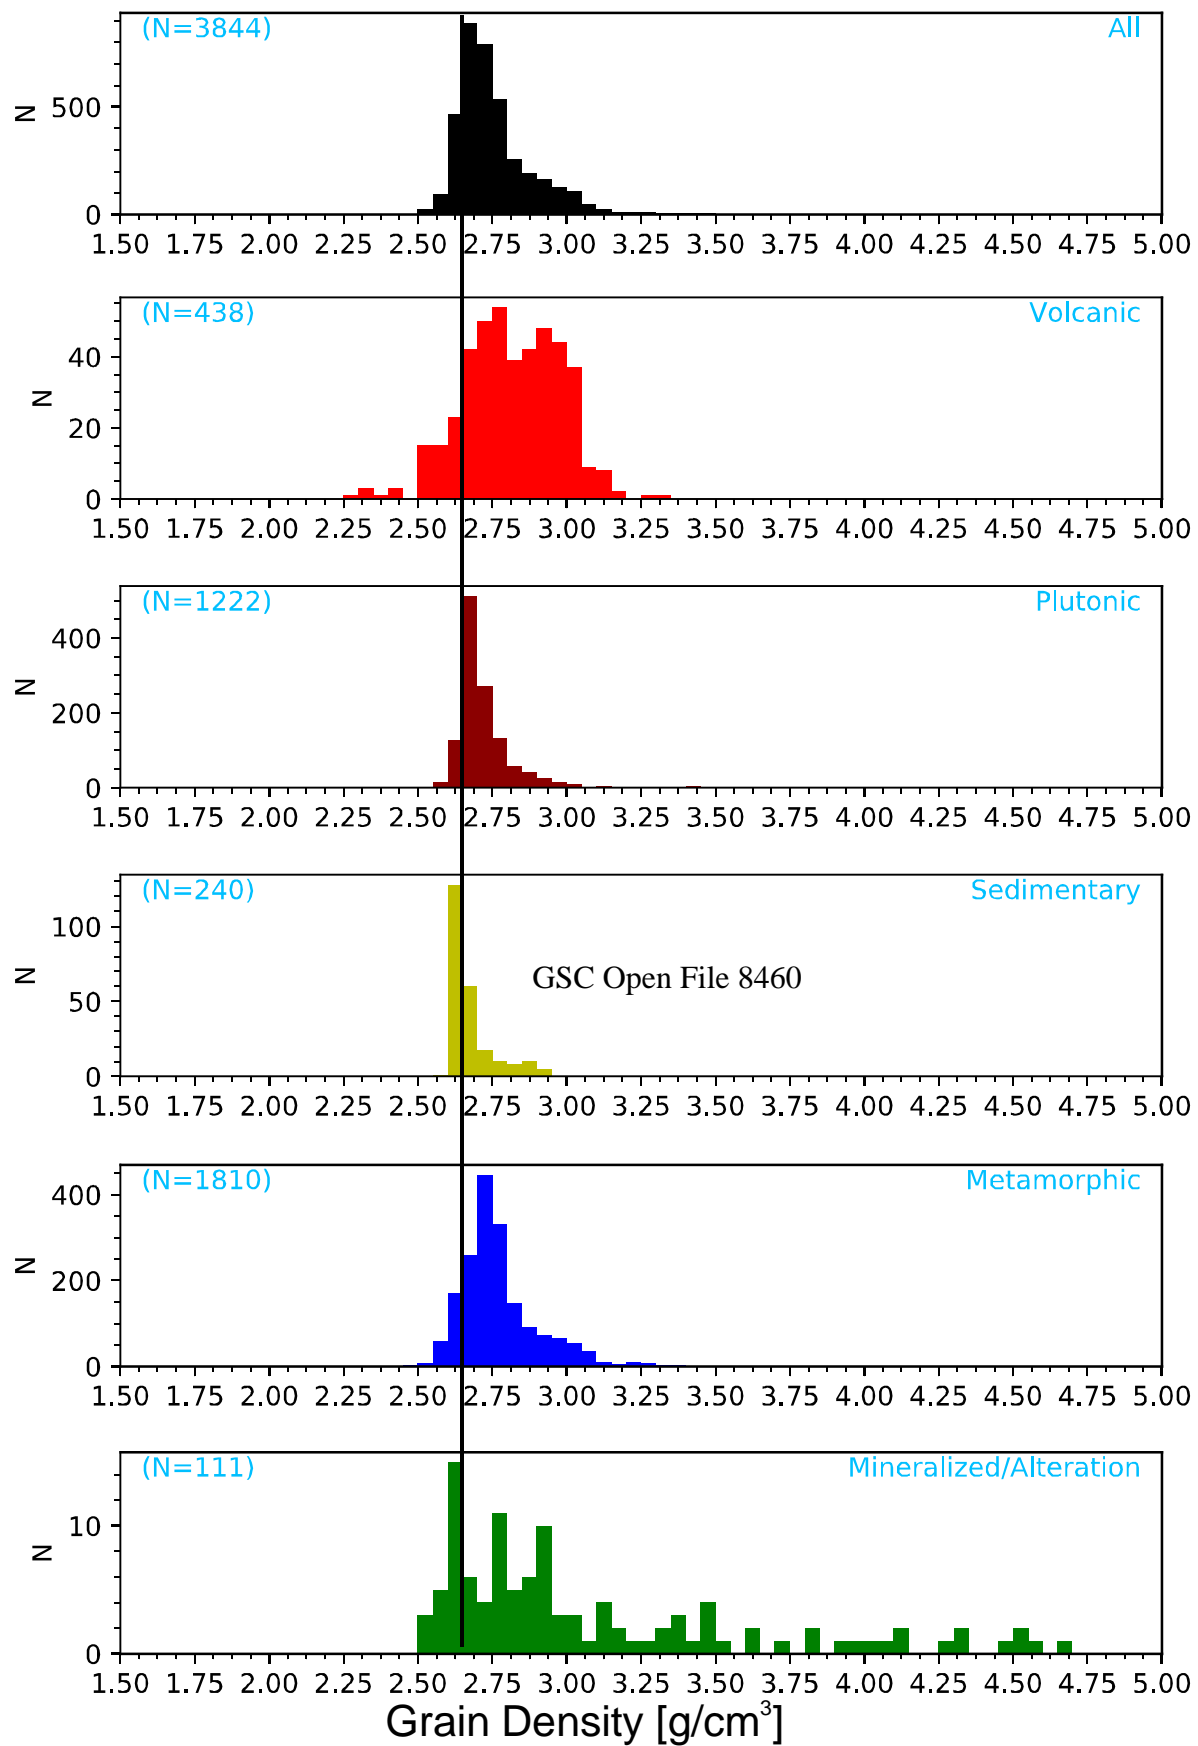 (N=3844) All
N
500
0
1.50 1.75 2.00 2.25 2.50 2.75 3.00 3.25 3.50 3.75 4.00 4.25 4.50 4.75 5.00
(N=438) Volcanic
N
40
20
0
1.50 1.75 2.00 2.25 2.50 2.75 3.00 3.25 3.50 3.75 4.00 4.25 4.50 4.75 5.00
(N=1222) Plutonic
N
400
200
0
1.50 1.75 2.00 2.25 2.50 2.75 3.00 3.25 3.50 3.75 4.00 4.25 4.50 4.75 5.00
(N=240) Sedimentary
N
100
50
0
GSC Open File 8460
1.50 1.75 2.00 2.25 2.50 2.75 3.00 3.25 3.50 3.75 4.00 4.25 4.50 4.75 5.00
(N=1810) Metamorphic
N
400
200
0
1.50 1.75 2.00 2.25 2.50 2.75 3.00 3.25 3.50 3.75 4.00 4.25 4.50 4.75 5.00
(N=111) Mineralized/Alteration
N
10
0
1.50 1.75 2.00 2.25 2.50 2.75 3.00 3.25 3.50 3.75 4.00 4.25 4.50 4.75 5.00
Grain Density [g/cm³]